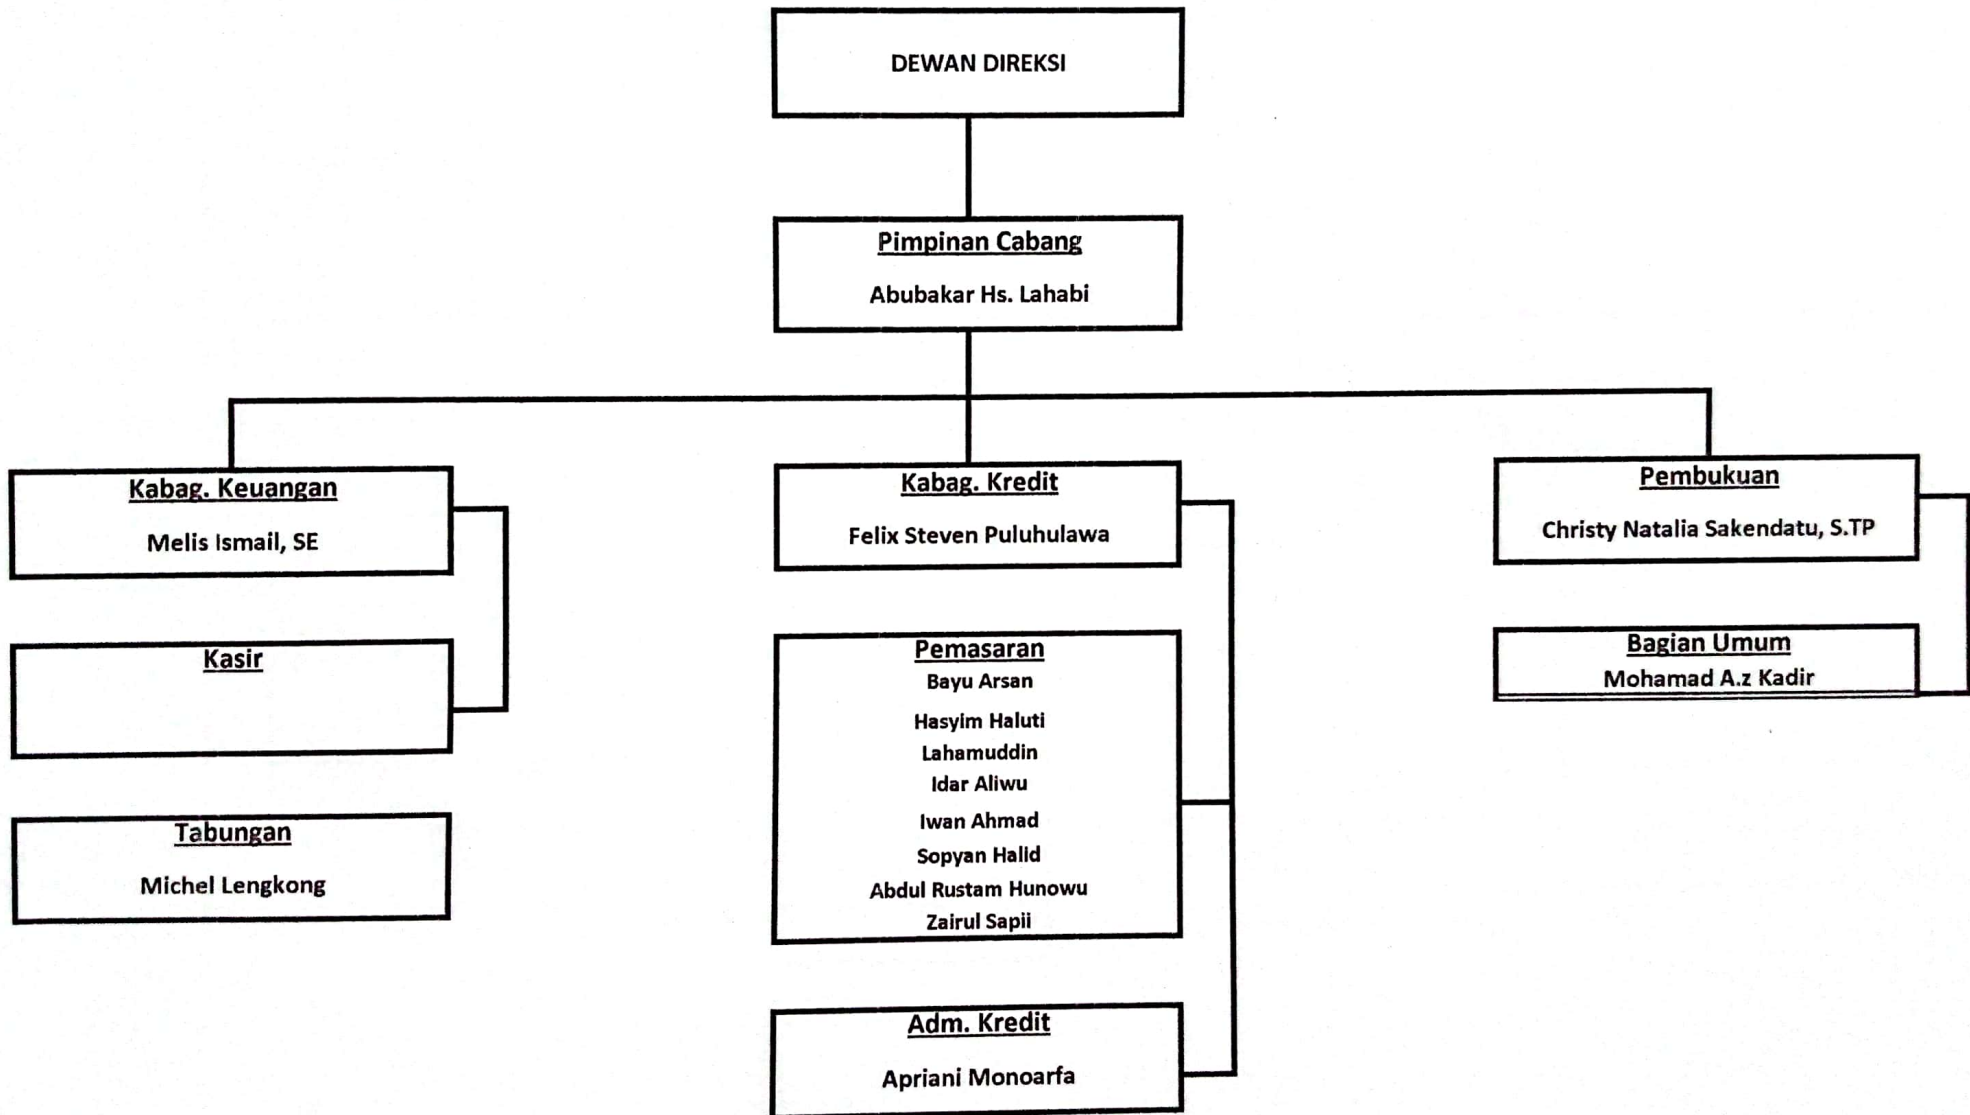 DEWAN DIREKSI
Pimpinan Cabang
Abubakar Hs. Lahabi
Kabag. Keuangan
Melis Ismail, SE
Kasir
Tabungan
Michel Lengkong
Kabag. Kredit
Felix Steven Puluhulawa
Pemasaran
Bayu Arsan
Hasyim Haluti
Lahamuddin
Idar Aliwu
Iwan Ahmad
Sopyan Halid
Abdul Rustam Hunowu
Zairul Sapii
Adm. Kredit
Apriani Monoarfa
Pembukuan
Christy Natalia Sakendatu, S.TP
Bagian Umum
Mohamad A.z Kadir